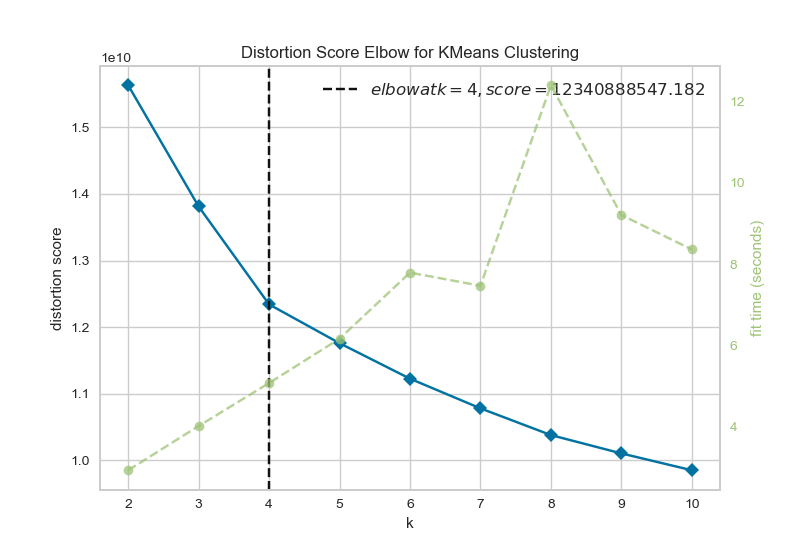 Distortion Score Elbow for KMeans Clustering
1e10
elbowatk = 4, score = 12340888547.182
1.5
1.4
1.3
1.2
1.1
1.0
distortion score
12
10
8
6
4
fit time (seconds)
2 3 4 5 6 7 8 9 10
k